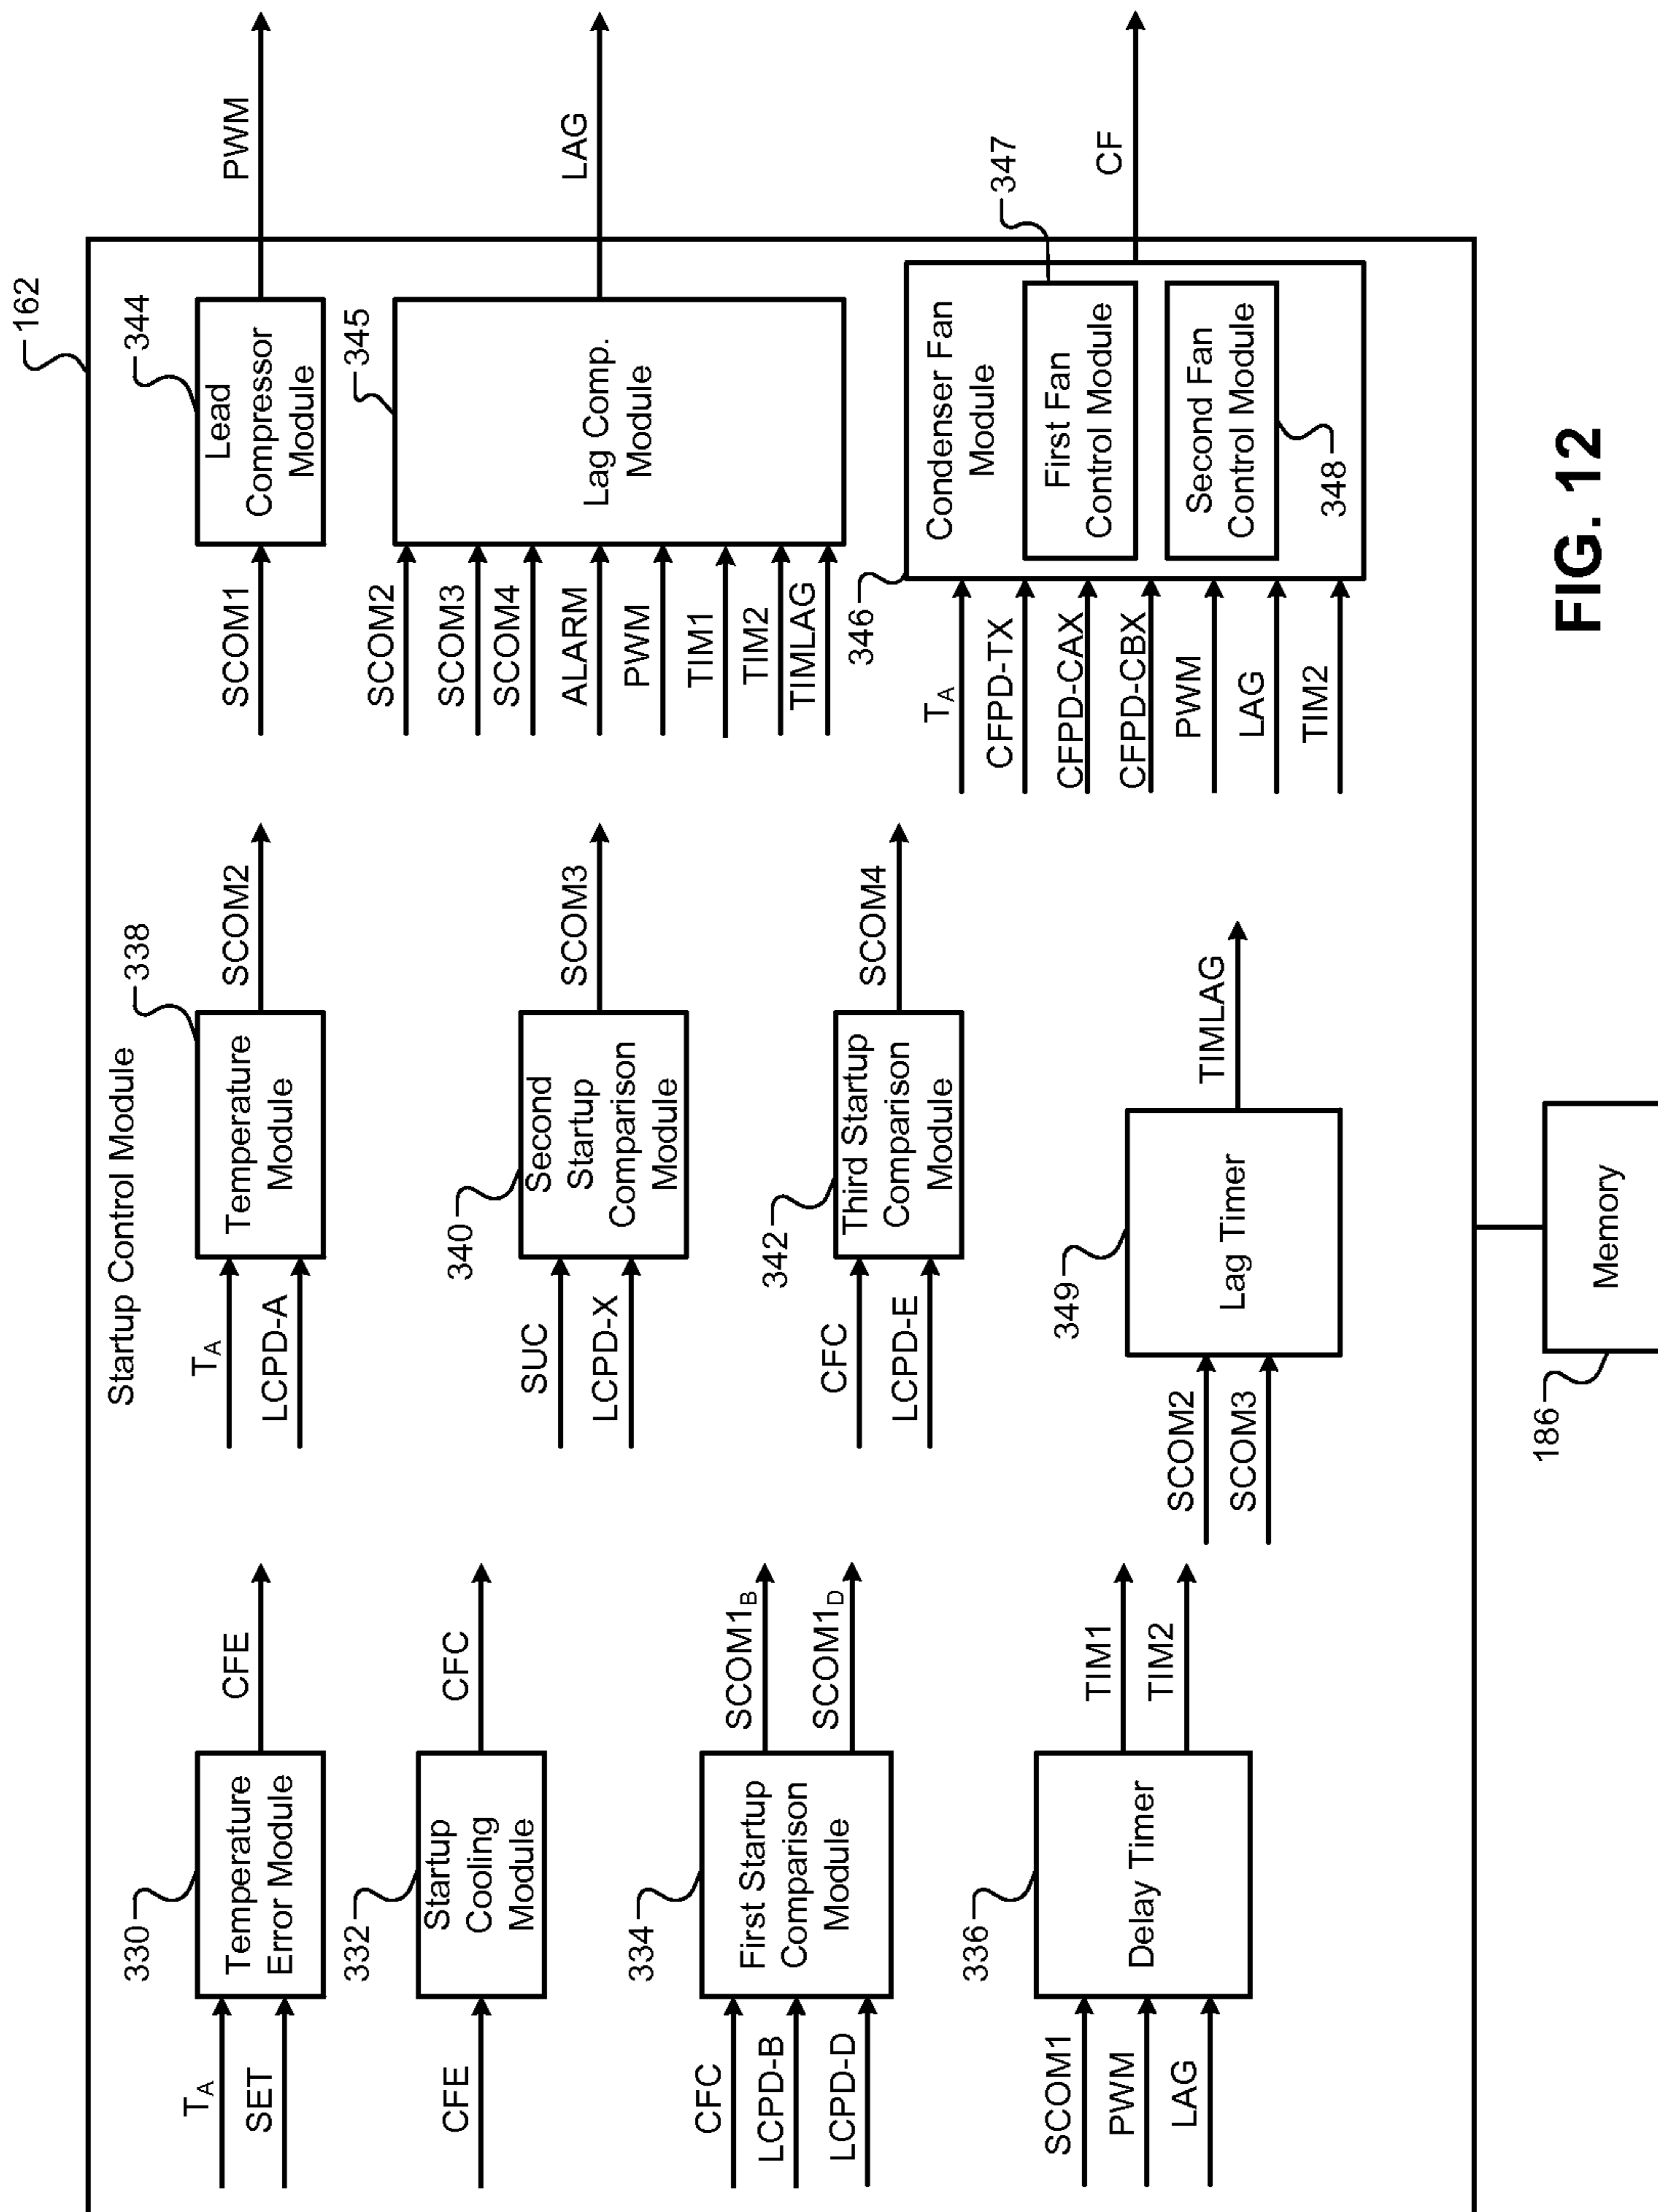 162
Startup Control Module
330
T_A
SET
Temperature
Error Module
CFE
332
CFE
Startup
Cooling
Module
CFC
334
CFC
LCPD-B
LCPD-D
First Startup
Comparison
Module
SCOM1_B
SCOM1_D
336
SCOM1
PWM
LAG
Delay Timer
TIM1
TIM2
338
T_A
LCPD-A
Temperature
Module
SCOM2
340
SUC
LCPD-X
Second
Startup
Comparison
Module
SCOM3
342
CFC
LCPD-E
Third Startup
Comparison
Module
SCOM4
349
SCOM2
SCOM3
Lag Timer
TIMLAG
344
SCOM1
Lead
Compressor
Module
PWM
345
SCOM2
SCOM3
SCOM4
ALARM
PWM
TIM1
TIM2
TIMLAG
Lag Comp.
Module
LAG
346
T_A
CFPD-TX
CFPD-CAX
CFPD-CBX
PWM
LAG
TIM2
Condenser Fan
Module
347
First Fan
Control Module
Second Fan
Control Module
348
CF
186
Memory
FIG. 12